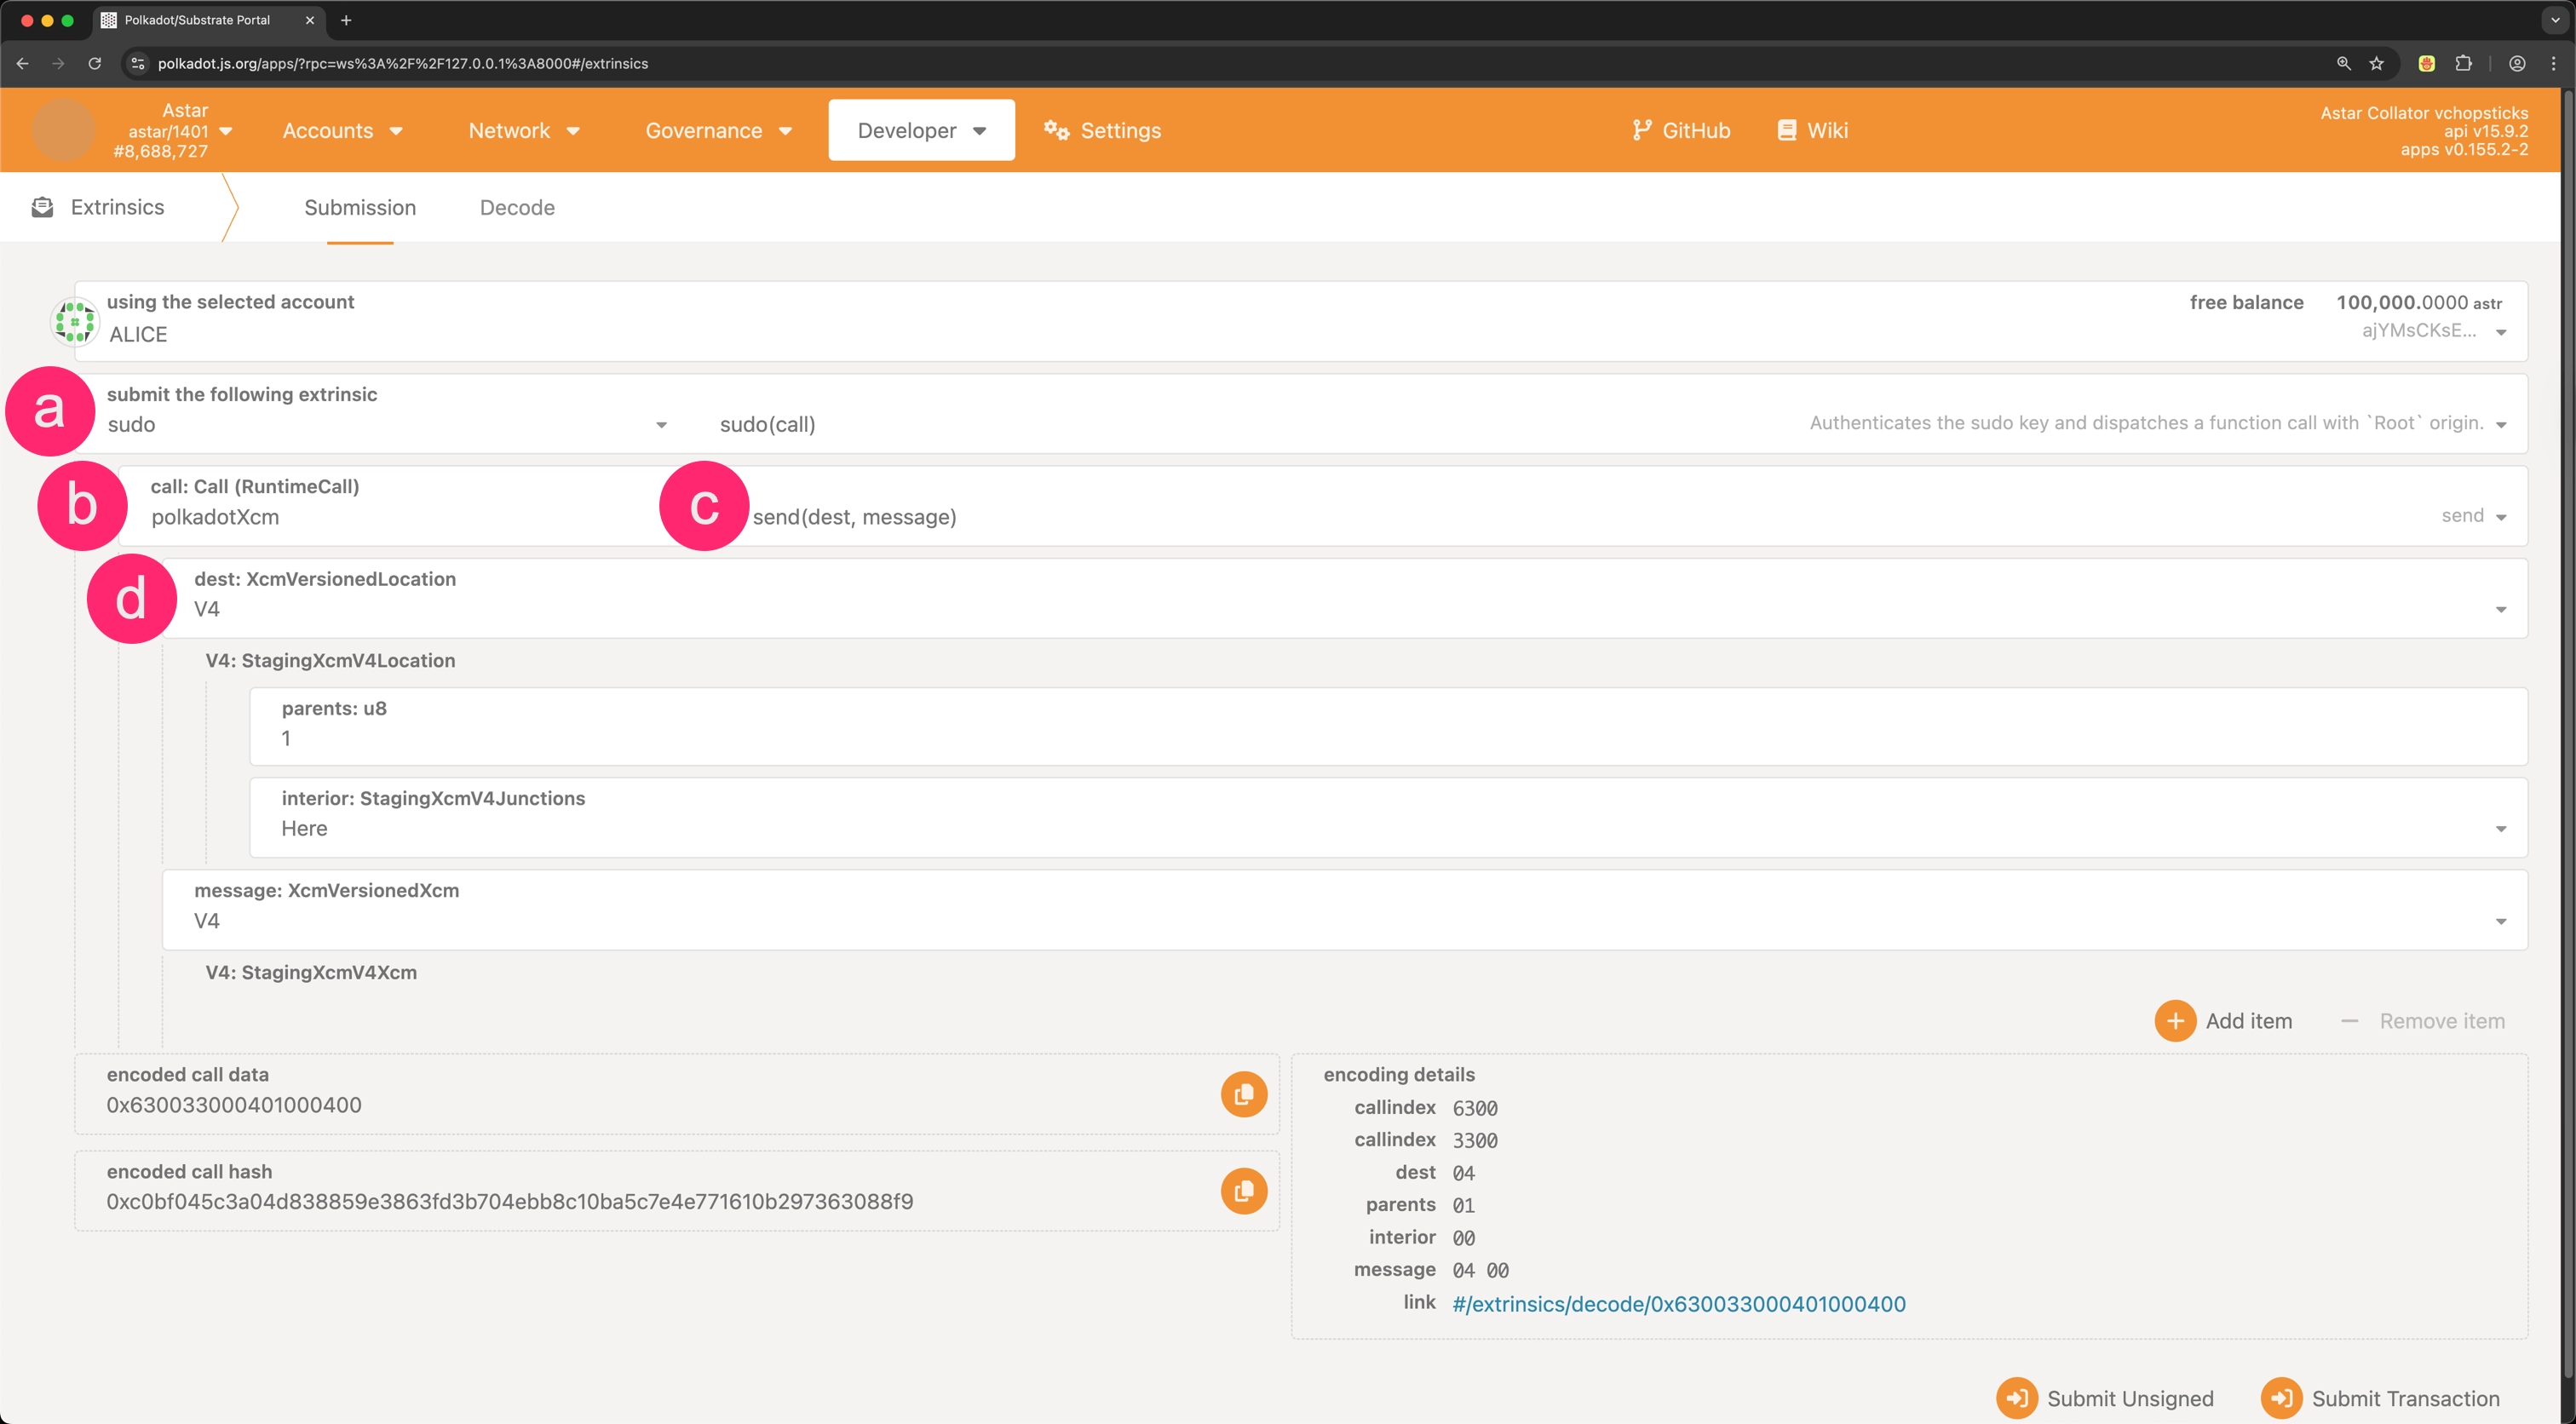 Polkadot/Substrate Portal
polkadot.js.org/apps/?rpc=ws%3A%2F%2F127.0.0.1%3A8000#/extrinsics
Astar
astar/1401
#8,688,727
Accounts
Network
Governance
Developer
Settings
GitHub
Wiki
Astar Collator vchopsticks
api v15.9.2
apps v0.155.2-2
Extrinsics
Submission
Decode
using the selected account
ALICE
free balance 100,000.0000 astr
ajYMsCKsE...
a
submit the following extrinsic
sudo
sudo(call)
Authenticates the sudo key and dispatches a function call with `Root` origin.
b
call: Call (RuntimeCall)
polkadotXcm
c
send(dest, message)
send
d
dest: XcmVersionedLocation
V4
V4: StagingXcmV4Location
parents: u8
1
interior: StagingXcmV4Junctions
Here
message: XcmVersionedXcm
V4
V4: StagingXcmV4Xcm
Add item
Remove item
encoded call data
0x630033000401000400
encoded call hash
0xc0bf045c3a04d838859e3863fd3b704ebb8c10ba5c7e4e771610b297363088f9
encoding details
callindex 6300
callindex 3300
dest 04
parents 01
interior 00
message 04 00
link #/extrinsics/decode/0x630033000401000400
Submit Unsigned
Submit Transaction